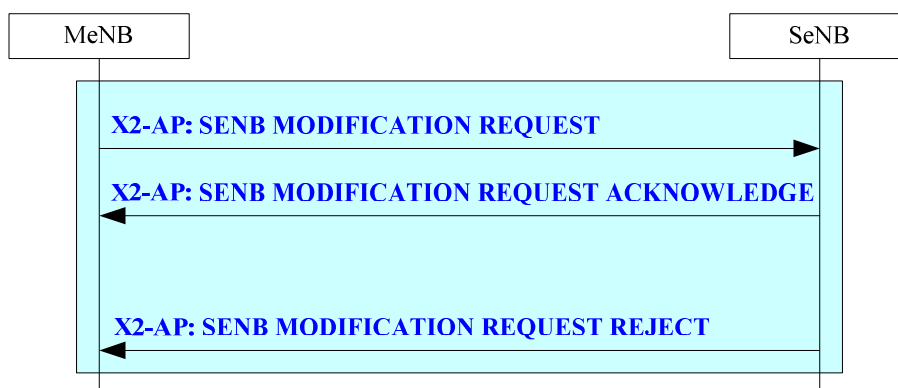 MeNB
SeNB
X2-AP: SENB MODIFICATION REQUEST
X2-AP: SENB MODIFICATION REQUEST ACKNOWLEDGE
X2-AP: SENB MODIFICATION REQUEST REJECT